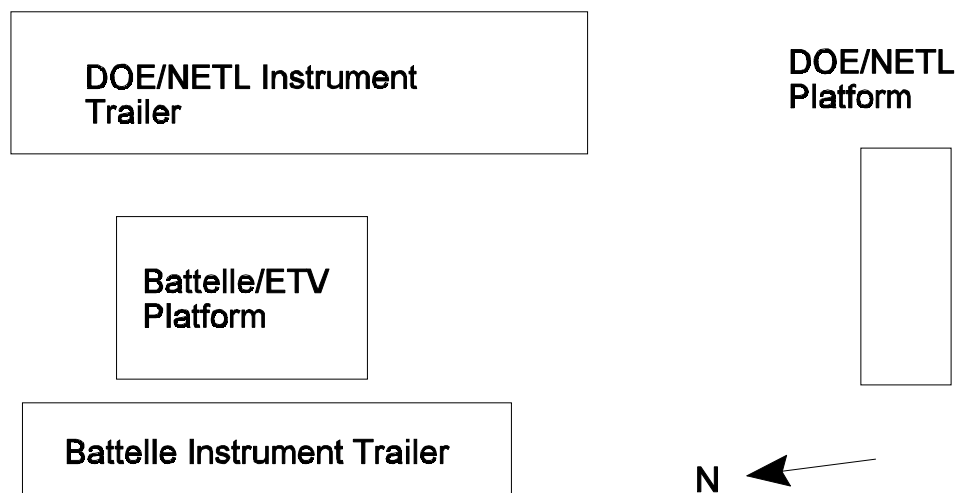 DOE/NETL Instrument
Trailer
DOE/NETL
Platform
Battelle/ETV
Platform
Battelle Instrument Trailer
N